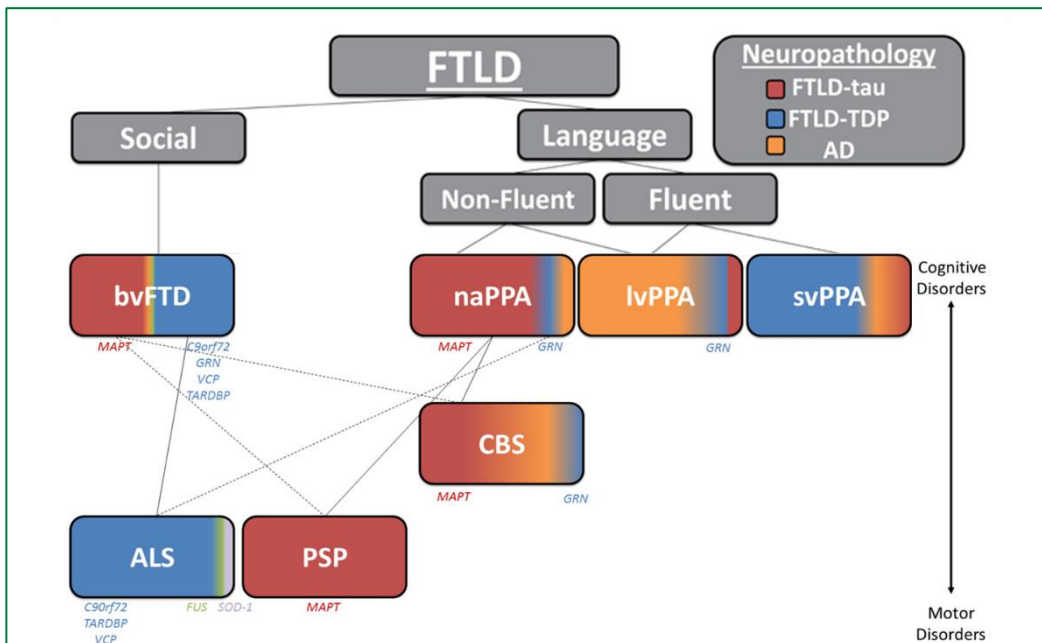 FTLD
Neuropathology
FTLD-tau
FTLD-TDP
AD
Social
Language
Non-Fluent
Fluent
bvFTD
naPPA
lvPPA
svPPA
Cognitive
Disorders
MAPT
C9orf72
GRN
VCP
TARDBP
MAPT
GRN
GRN
CBS
MAPT
GRN
ALS
PSP
C90rf72
TARDBP
VCP
FUS
SOD-1
MAPT
Motor
Disorders